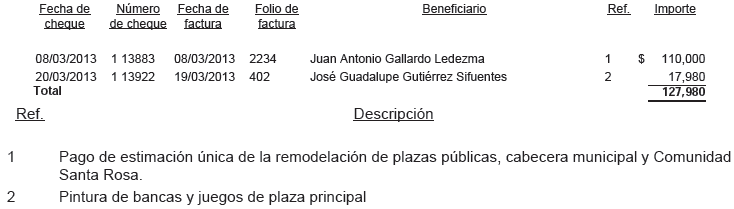 Fecha de Número Fecha de Folio de Beneficiario Ref. Importe
cheque de cheque factura factura
08/03/2013 1 13883 08/03/2013 2234 Juan Antonio Gallardo Ledezma 1 $ 110,000
20/03/2013 1 13922 19/03/2013 402 José Guadalupe Gutiérrez Sifuentes 2 17,980
Total 127,980
Ref. Descripción
1 Pago de estimación única de la remodelación de plazas públicas, cabecera municipal y Comunidad
Santa Rosa.
2 Pintura de bancas y juegos de plaza principal